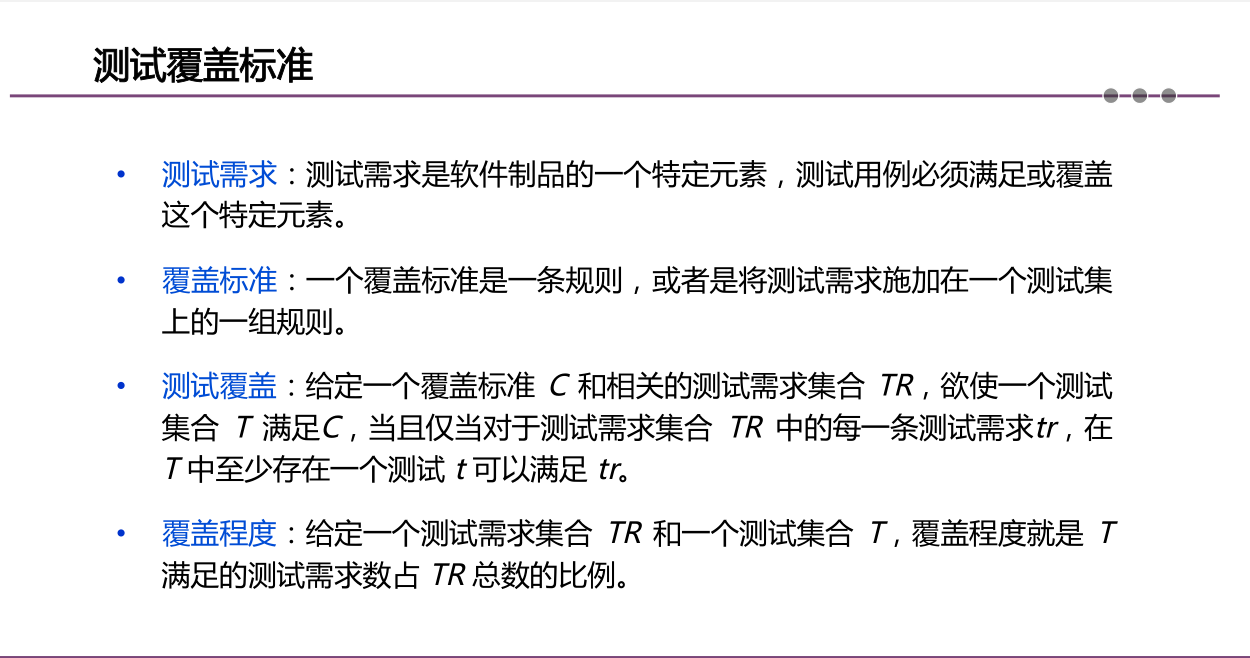 测试覆盖标准
• 测试需求：测试需求是软件制品的一个特定元素，测试用例必须满足或覆盖
这个特定元素。
• 覆盖标准：一个覆盖标准是一条规则，或者是将测试需求施加在一个测试集
上的一组规则。
• 测试覆盖：给定一个覆盖标准 C 和相关的测试需求集合 TR，欲使一个测试
集合 T 满足C，当且仅当对于测试需求集合 TR 中的每一条测试需求tr，在
T 中至少存在一个测试 t 可以满足 tr。
• 覆盖程度：给定一个测试需求集合 TR 和一个测试集合 T，覆盖程度就是 T
满足的测试需求数占 TR 总数的比例。